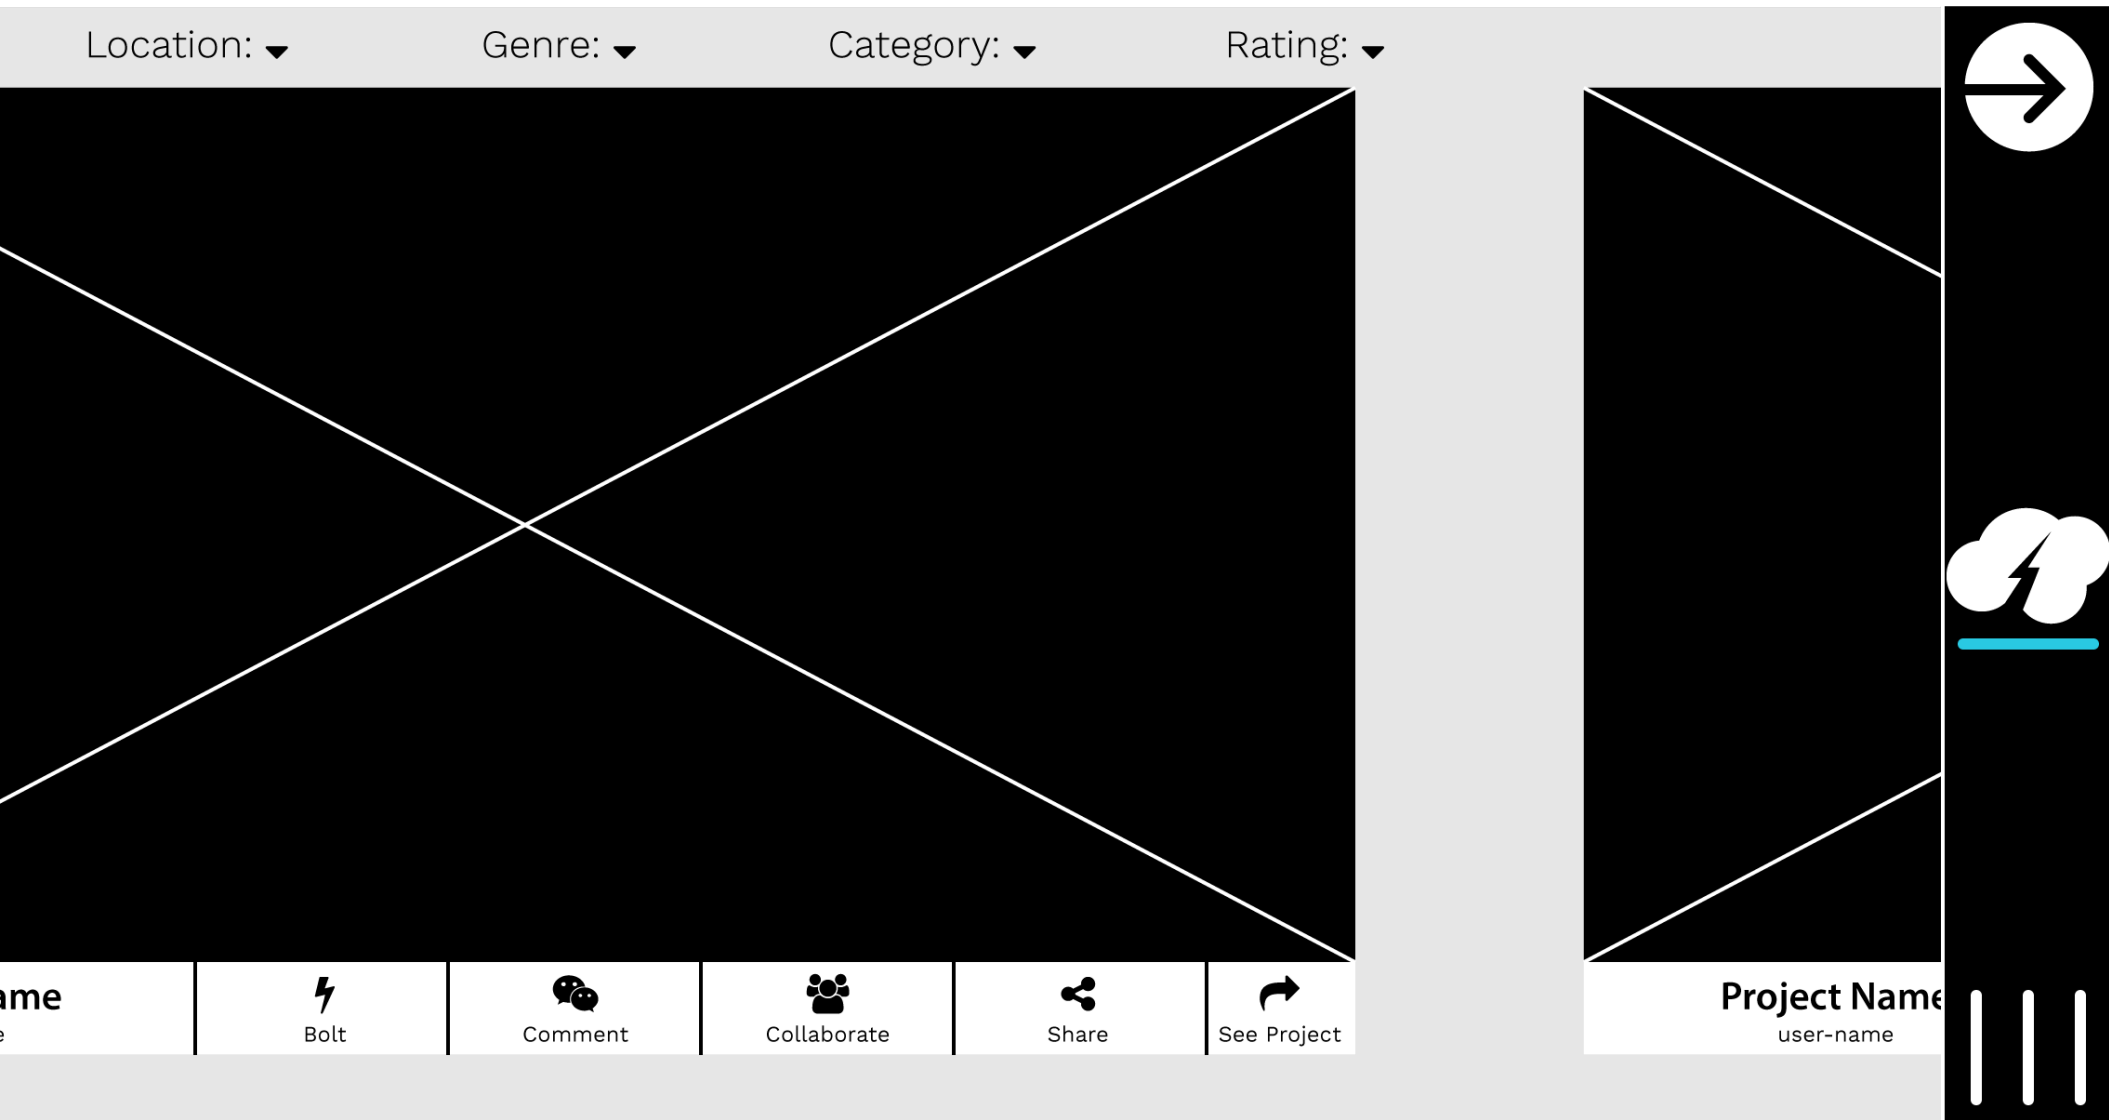 Location:
Genre:
Category:
Rating:
ame
e
Bolt
Comment
Collaborate
Share
See Project
Project Name
user-name